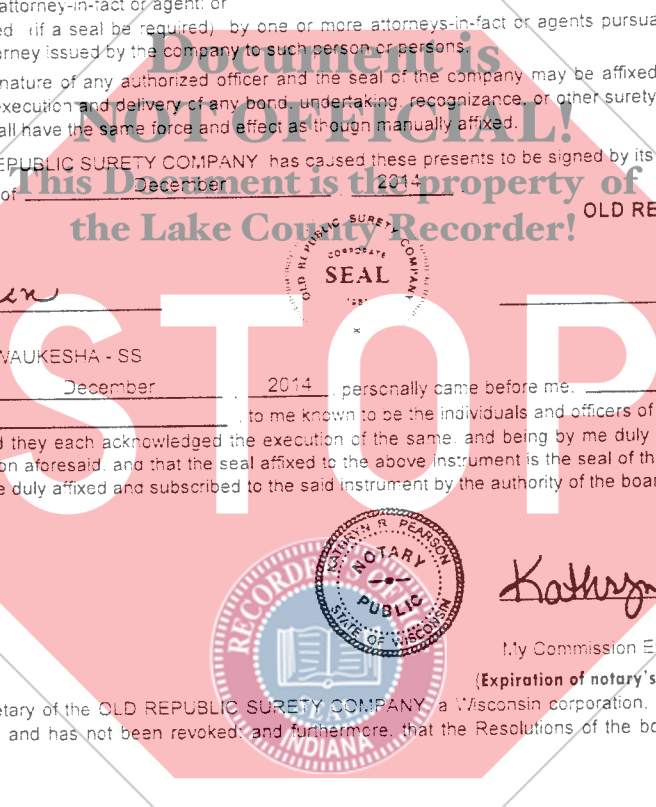 attorney-in-fact or agent; or
ed (if a seal be required) by one or more attorneys-in-fact or agents pursua
orney issued by the company to such person or persons.
Document is
nature of any authorized officer and the seal of the company may be affixed
execution and delivery of any bond, undertaking, recognizance, or other surety
NOT OFFICIAL!
all have the same force and effect as though manually affixed.
EPUBLIC SURETY COMPANY has caused these presents to be signed by its
This Document is the property of
of December 2014
OLD RE
the Lake County Recorder!
OLD REPUBLIC SURETY COMPANY
CORPORATE
SEAL
STOP
WAUKESHA - SS
December , 2014 , personally came before me,
, to me known to be the individuals and officers of
d they each acknowledged the execution of the same, and being by me duly
on aforesaid, and that the seal affixed to the above instrument is the seal of th
e duly affixed and subscribed to the said instrument by the authority of the boar
KATHRYN R. PEARSON
NOTARY
PUBLIC
STATE OF WISCONSIN
Kathryn
My Commission E
(Expiration of notary's
etary of the OLD REPUBLIC SURETY COMPANY, a Wisconsin corporation,
and has not been revoked; and furthermore, that the Resolutions of the bo
INDIANA